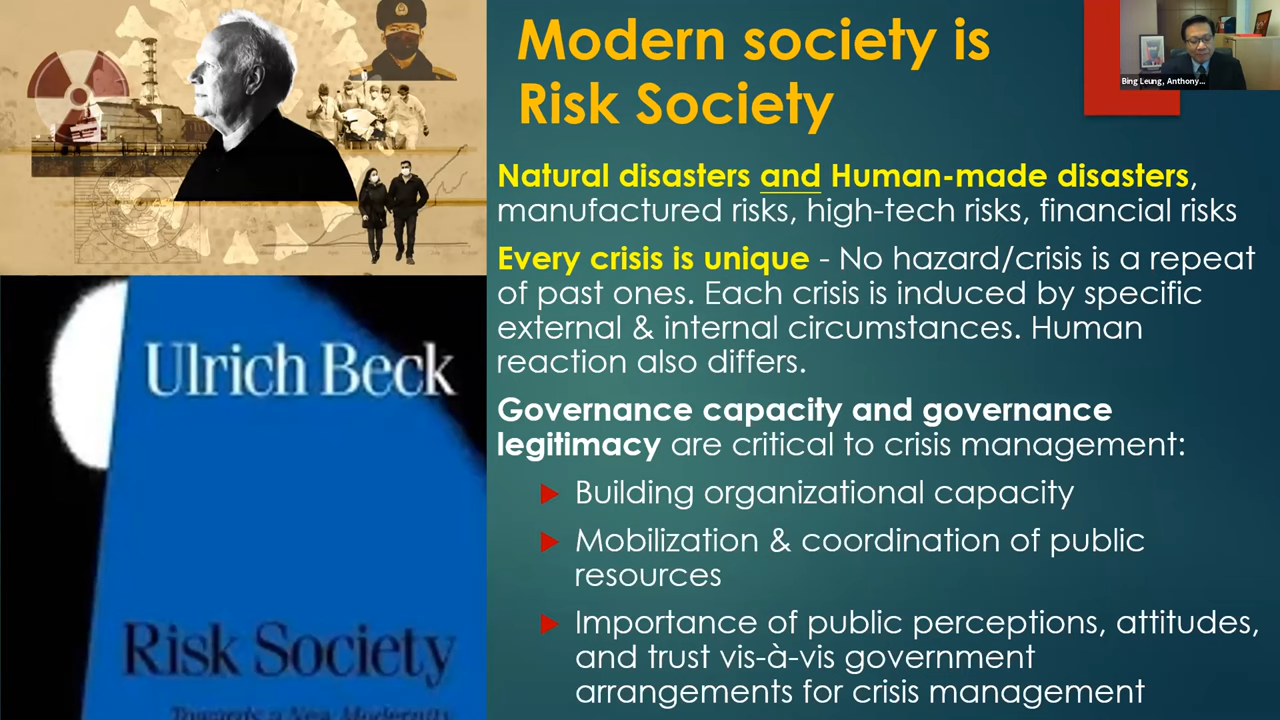 Modern society is
Risk Society
Bing Leung, Anthony...
Natural disasters and Human-made disasters,
manufactured risks, high-tech risks, financial risks
Every crisis is unique - No hazard/crisis is a repeat
of past ones. Each crisis is induced by specific
external & internal circumstances. Human
reaction also differs.
Governance capacity and governance
legitimacy are critical to crisis management:
Building organizational capacity
Mobilization & coordination of public
resources
Importance of public perceptions, attitudes,
and trust vis-à-vis government
arrangements for crisis management
Ulrich Beck
Risk Society
Towards a New Modernity